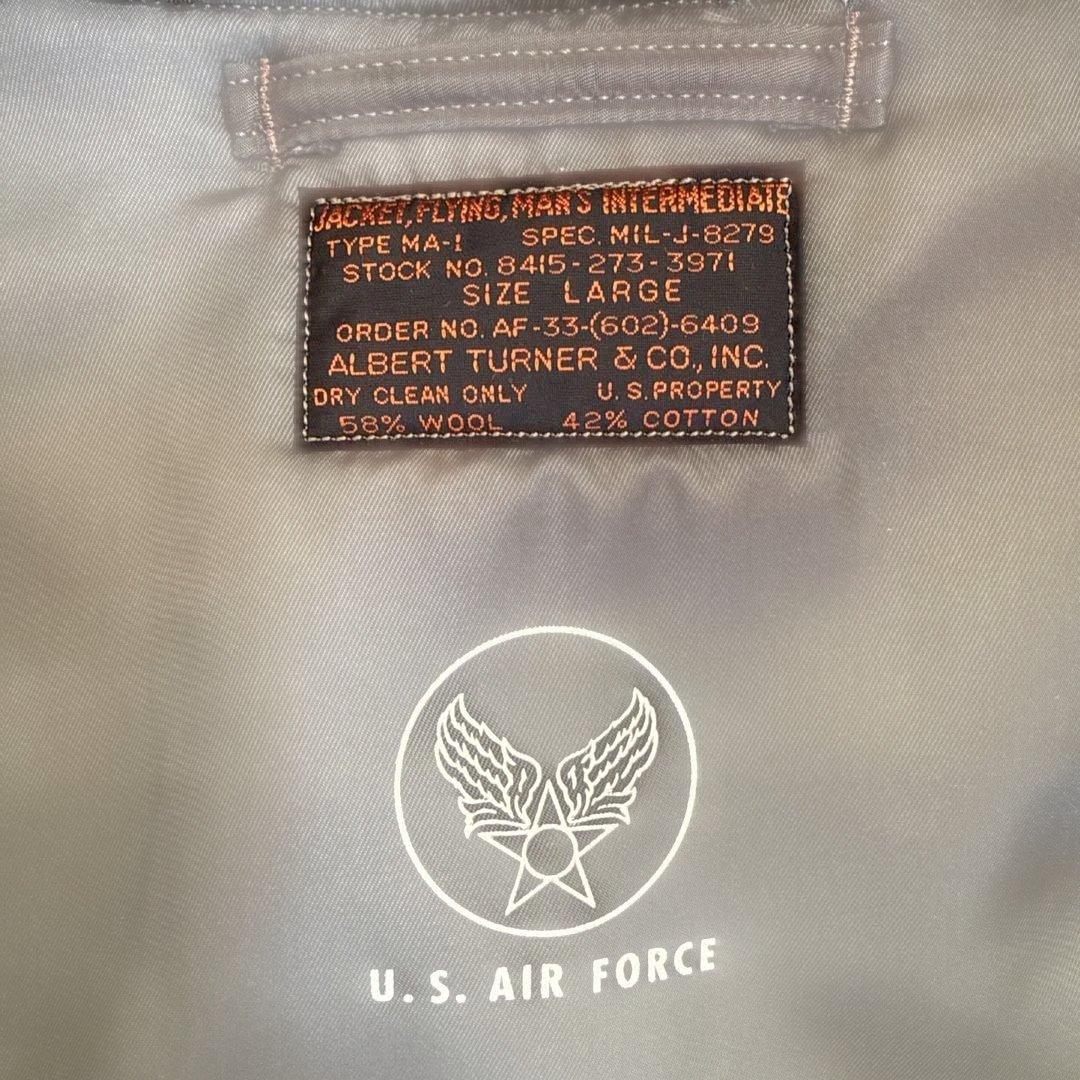 JACKET, FLYING, MAN'S INTERMEDIATE
TYPE MA-1 SPEC. MIL-J-8279
STOCK NO. 8415-273-3971
SIZE LARGE
ORDER NO. AF-33-(602)-6409
ALBERT TURNER & CO., INC.
DRY CLEAN ONLY U.S. PROPERTY
58% WOOL 42% COTTON
U.S. AIR FORCE